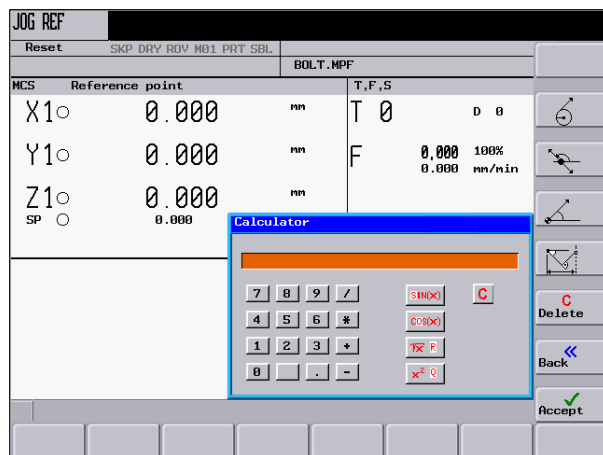 JOG REF
Reset SKP DRY ROV M01 PRT SBL
BOLT.MPF
MCS Reference point T,F,S
X1 0.000 mm T 0 D 0
Y1 0.000 mm F 0,000 100%
0.000 mm/min
Z1 0.000 mm
SP 0.000
Calculator
7 8 9 / SIN(x) C
4 5 6 * COS(x)
1 2 3 + √x R
0 . - x² Q
C
Delete
«
Back
Accept